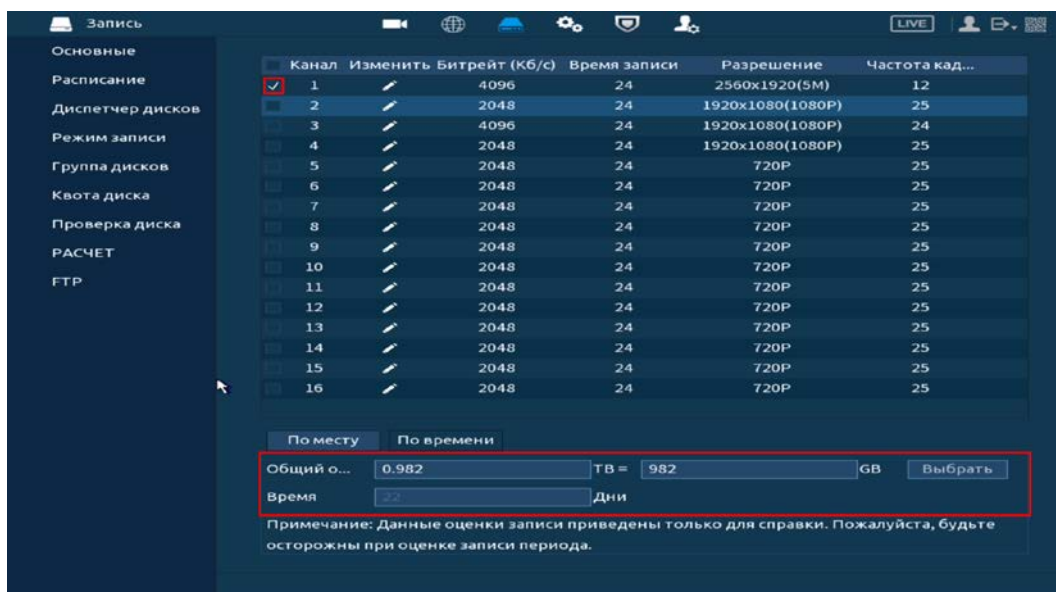 Запись LIVE
Основные
Расписание
Диспетчер дисков
Режим записи
Группа дисков
Квота диска
Проверка диска
РАСЧЕТ
FTP
Канал Изменить Битрейт (Кб/с) Время записи Разрешение Частота кад...
1 4096 24 2560x1920(5M) 12
2 2048 24 1920x1080(1080P) 25
3 4096 24 1920x1080(1080P) 24
4 2048 24 1920x1080(1080P) 25
5 2048 24 720P 25
6 2048 24 720P 25
7 2048 24 720P 25
8 2048 24 720P 25
9 2048 24 720P 25
10 2048 24 720P 25
11 2048 24 720P 25
12 2048 24 720P 25
13 2048 24 720P 25
14 2048 24 720P 25
15 2048 24 720P 25
16 2048 24 720P 25
По месту По времени
Общий о... 0.982 TB = 982 GB Выбрать
Время 22 Дни
Примечание: Данные оценки записи приведены только для справки. Пожалуйста, будьте
осторожны при оценке записи периода.